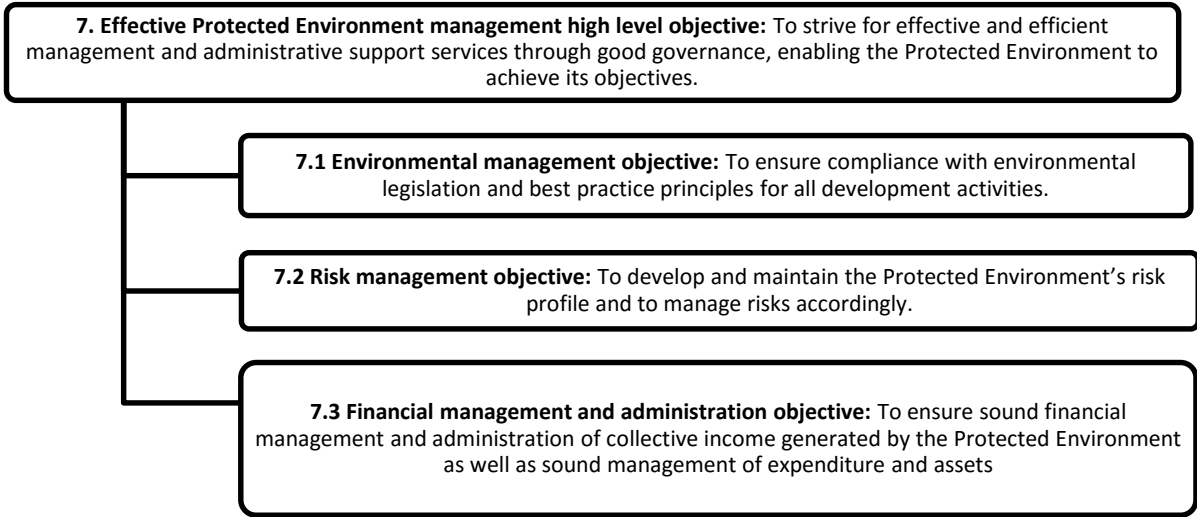 7. Effective Protected Environment management high level objective: To strive for effective and efficient
management and administrative support services through good governance, enabling the Protected Environment to
achieve its objectives.
7.1 Environmental management objective: To ensure compliance with environmental
legislation and best practice principles for all development activities.
7.2 Risk management objective: To develop and maintain the Protected Environment’s risk
profile and to manage risks accordingly.
7.3 Financial management and administration objective: To ensure sound financial
management and administration of collective income generated by the Protected Environment
as well as sound management of expenditure and assets